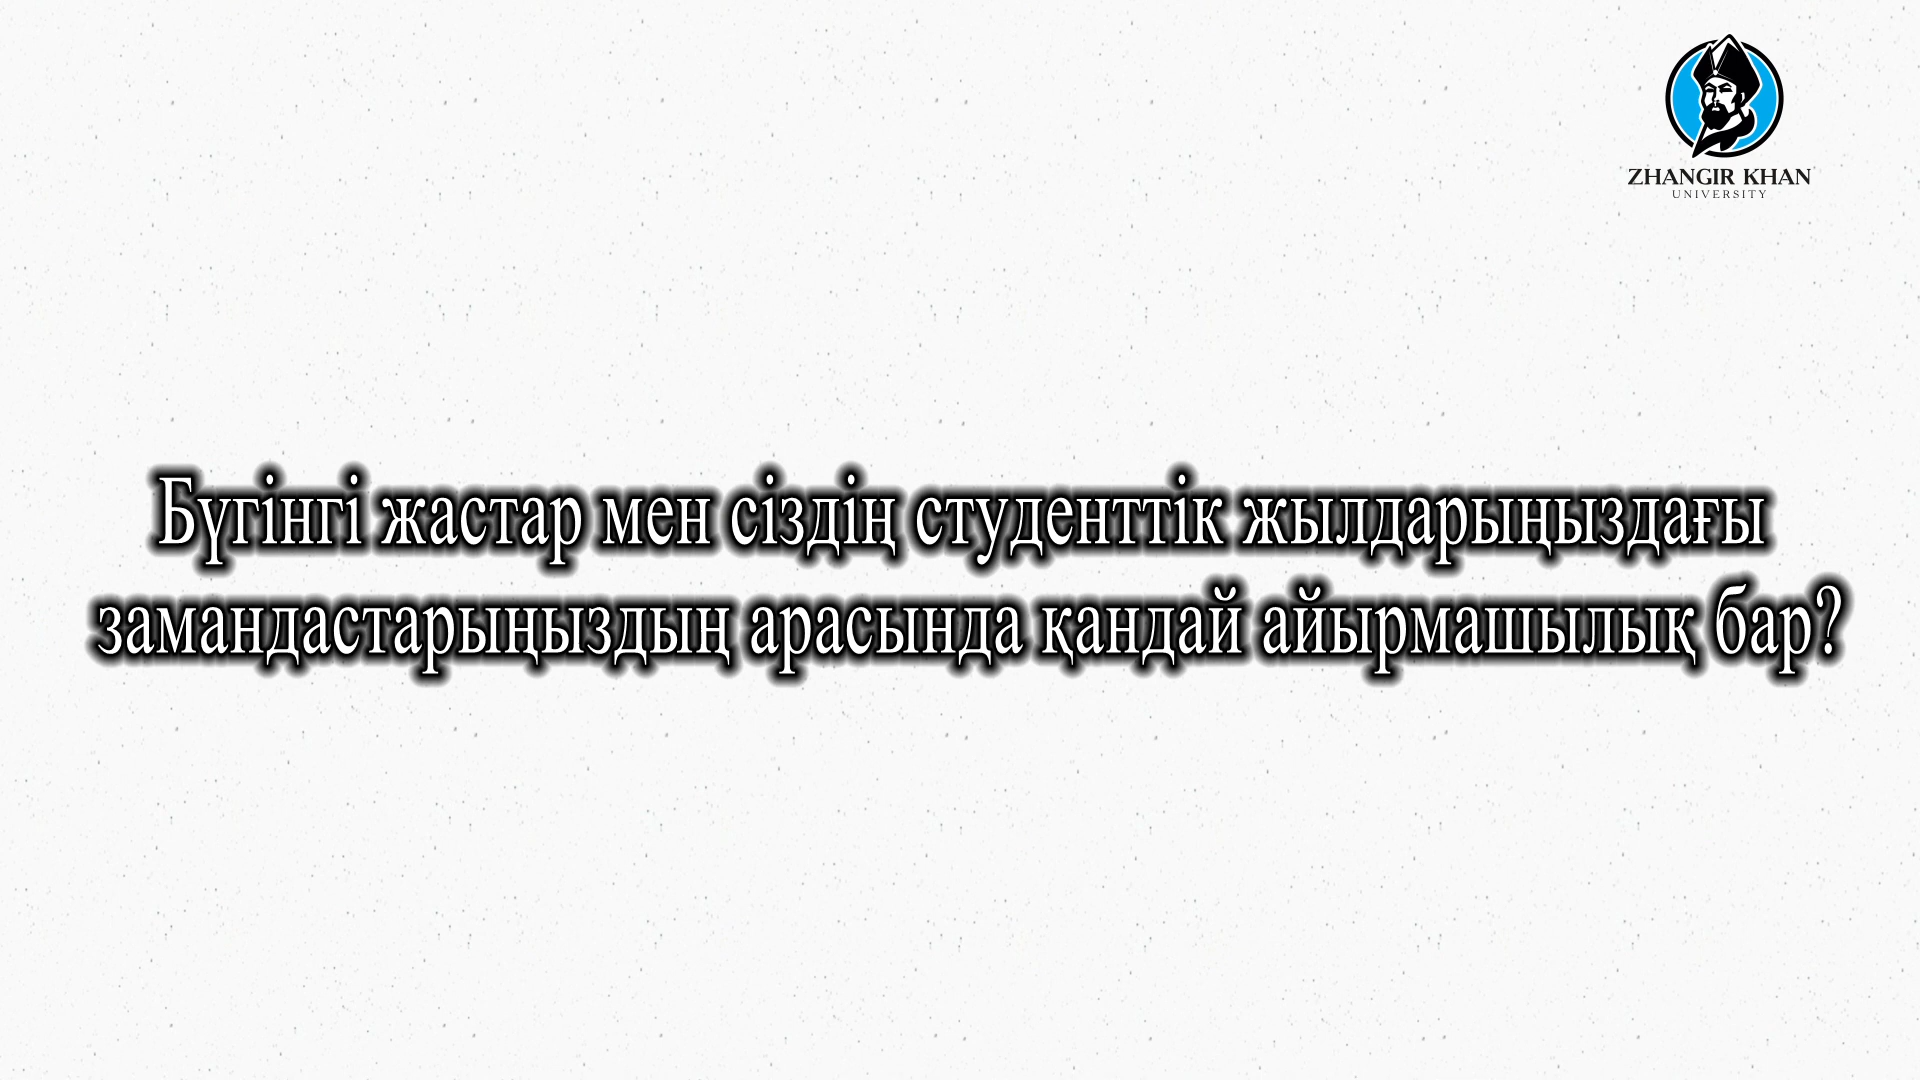 ZHANGIR KHAN
UNIVERSITY
Бүгінгі жастар мен сіздің студенттік жылдарыңыздағы
замандастарыңыздың арасында қандай айырмашылық бар?